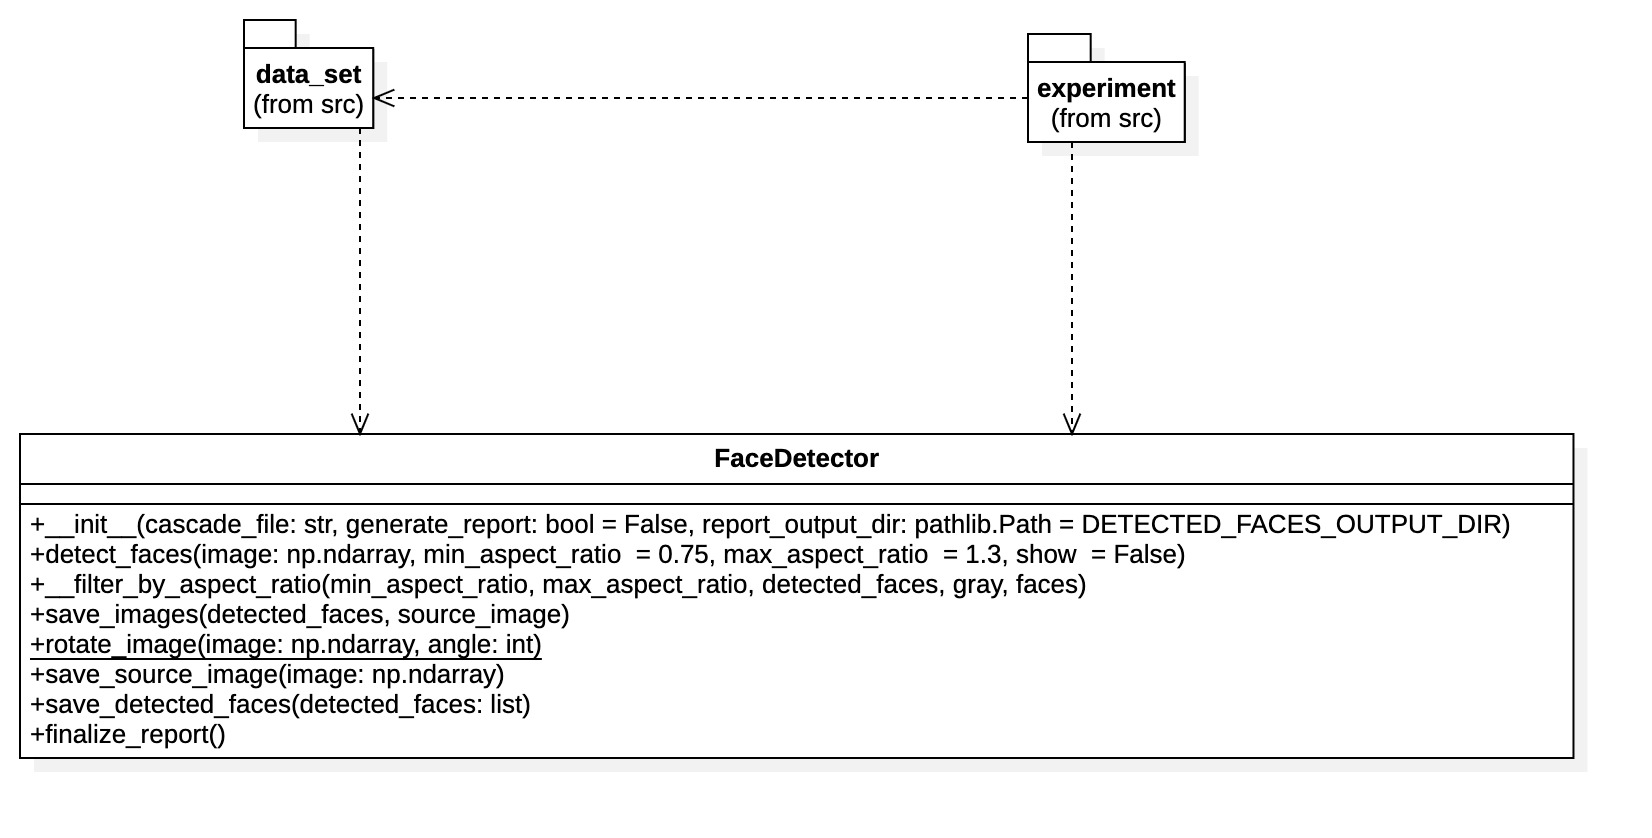 data_set
(from src)
experiment
(from src)
FaceDetector
+__init__(cascade_file: str, generate_report: bool = False, report_output_dir: pathlib.Path = DETECTED_FACES_OUTPUT_DIR)
+detect_faces(image: np.ndarray, min_aspect_ratio  = 0.75, max_aspect_ratio  = 1.3, show  = False)
+__filter_by_aspect_ratio(min_aspect_ratio, max_aspect_ratio, detected_faces, gray, faces)
+save_images(detected_faces, source_image)
+rotate_image(image: np.ndarray, angle: int)
+save_source_image(image: np.ndarray)
+save_detected_faces(detected_faces: list)
+finalize_report()